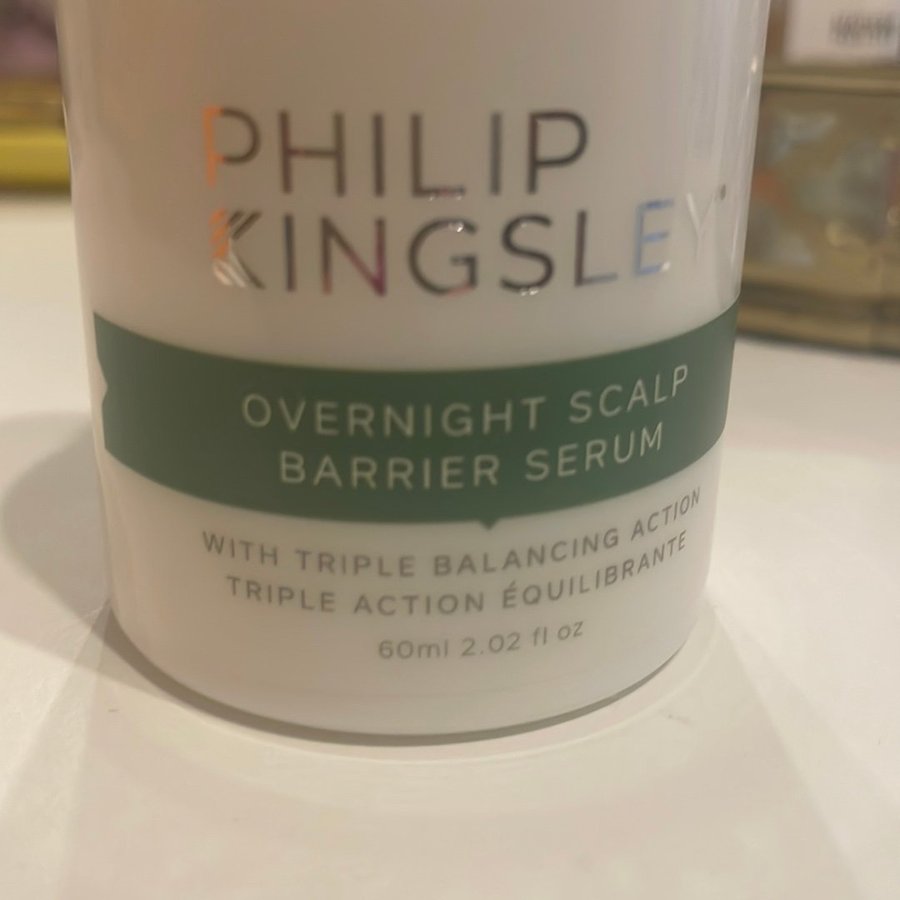 PHILIP
KINGSLEY
OVERNIGHT SCALP
BARRIER SERUM
WITH TRIPLE BALANCING ACTION
TRIPLE ACTION ÉQUILIBRANTE
60ml 2.02 fl oz